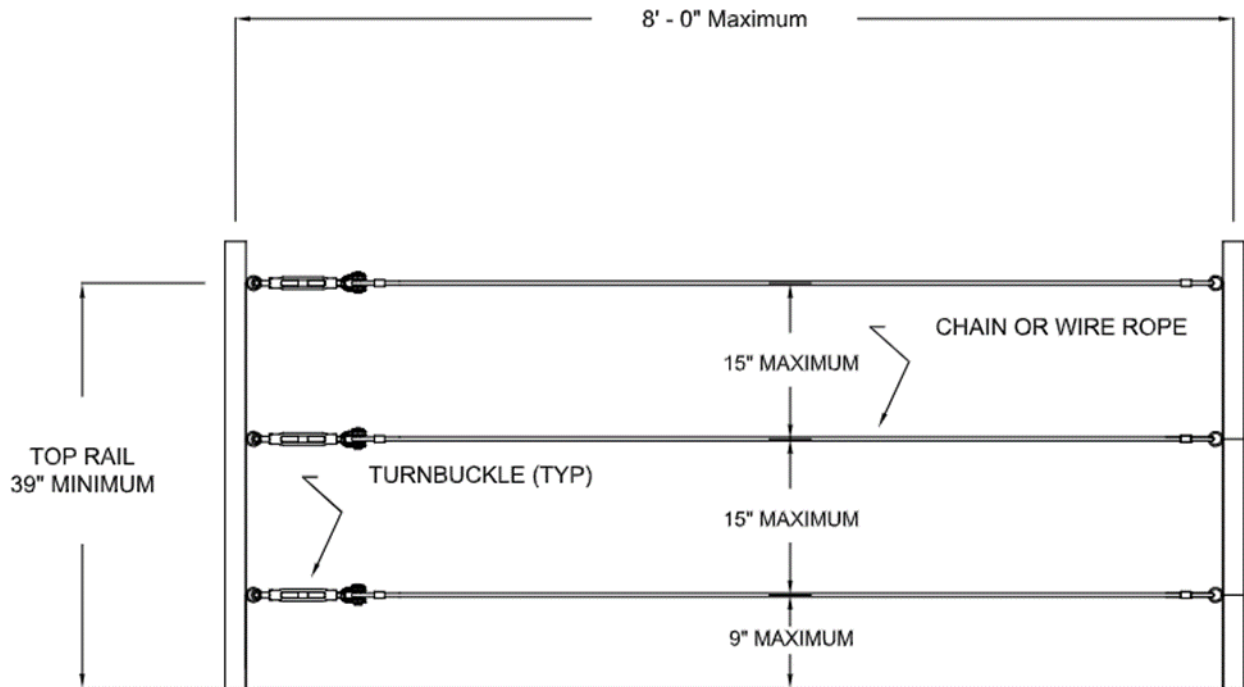 8' - 0" Maximum
CHAIN OR WIRE ROPE
15" MAXIMUM
TOP RAIL
39" MINIMUM
TURNBUCKLE (TYP)
15" MAXIMUM
9" MAXIMUM